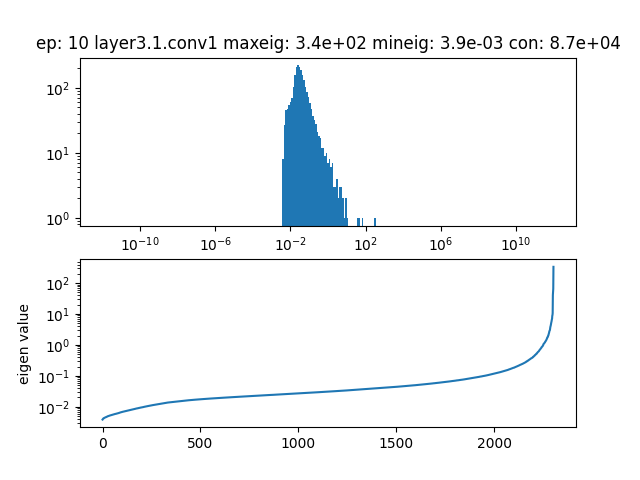 ep: 10 layer3.1.conv1 maxeig: 3.4e+02 mineig: 3.9e-03 con: 8.7e+04
10²
10¹
10⁰
10⁻¹⁰ 10⁻⁶ 10⁻² 10² 10⁶ 10¹⁰
eigen value
10²
10¹
10⁰
10⁻¹
10⁻²
0 500 1000 1500 2000